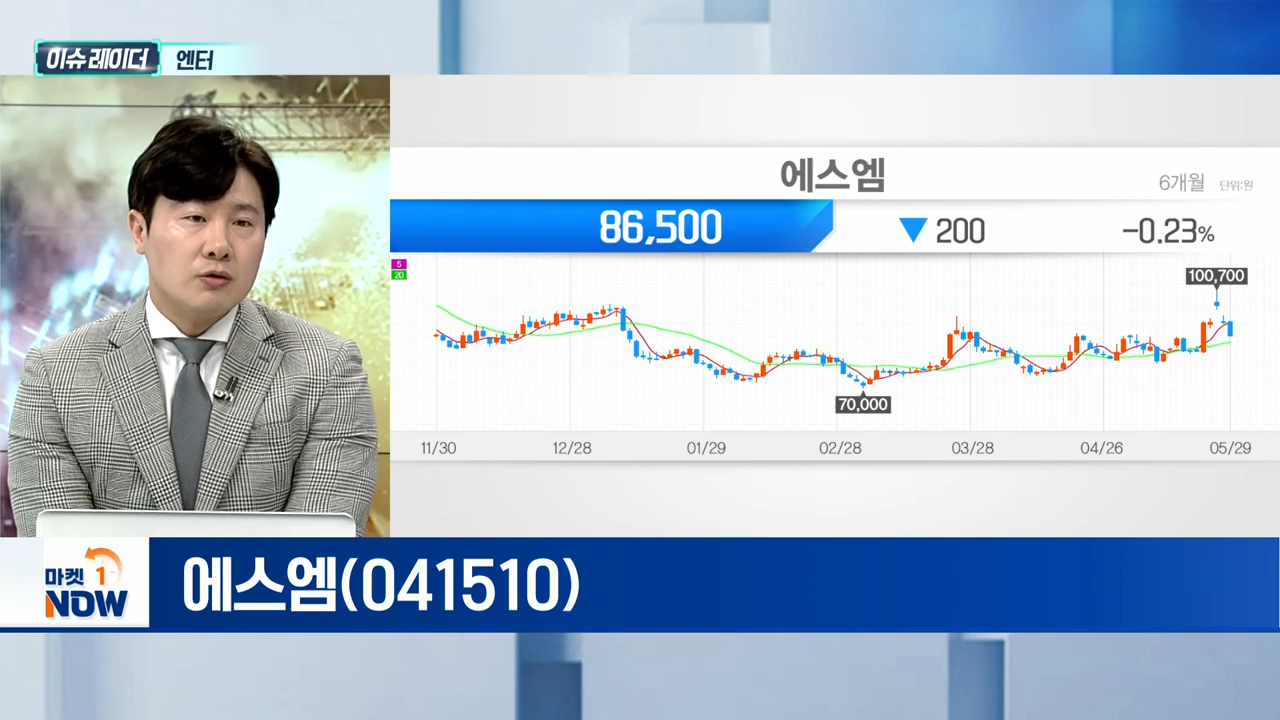 이슈레이더 엔터
에스엠
6개월 단위:원
86,500 ▼ 200 -0.23%
5
20
100,700
70,000
11/30 12/28 01/29 02/28 03/28 04/26 05/29
마켓 1
NOW
에스엠(041510)